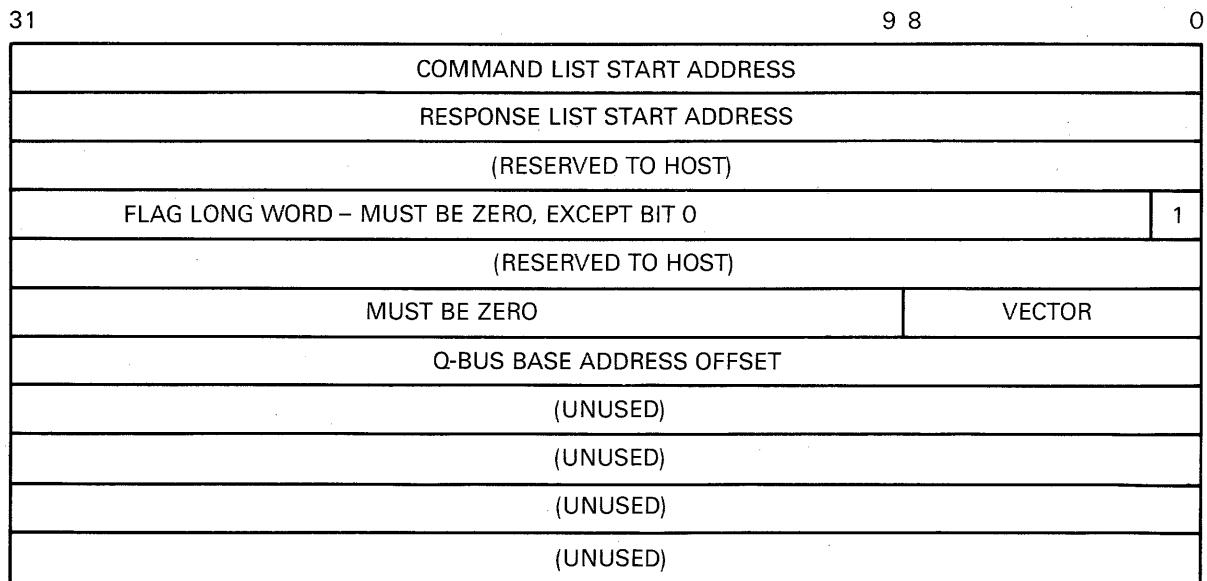 31 9 8 0
COMMAND LIST START ADDRESS
RESPONSE LIST START ADDRESS
(RESERVED TO HOST)
FLAG LONG WORD – MUST BE ZERO, EXCEPT BIT 0 1
(RESERVED TO HOST)
MUST BE ZERO VECTOR
Q-BUS BASE ADDRESS OFFSET
(UNUSED)
(UNUSED)
(UNUSED)
(UNUSED)